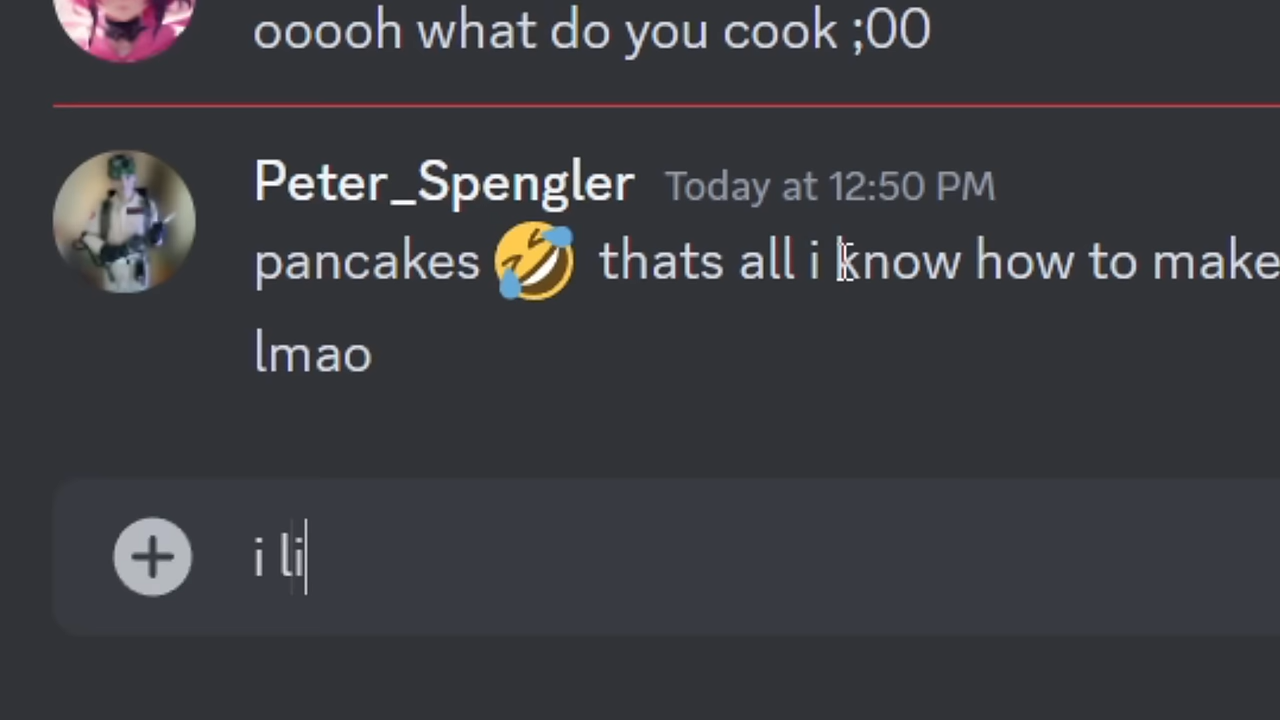 ooooh what do you cook ;00
Peter_Spengler Today at 12:50 PM
pancakes 🤣 thats all i know how to make
lmao
i li